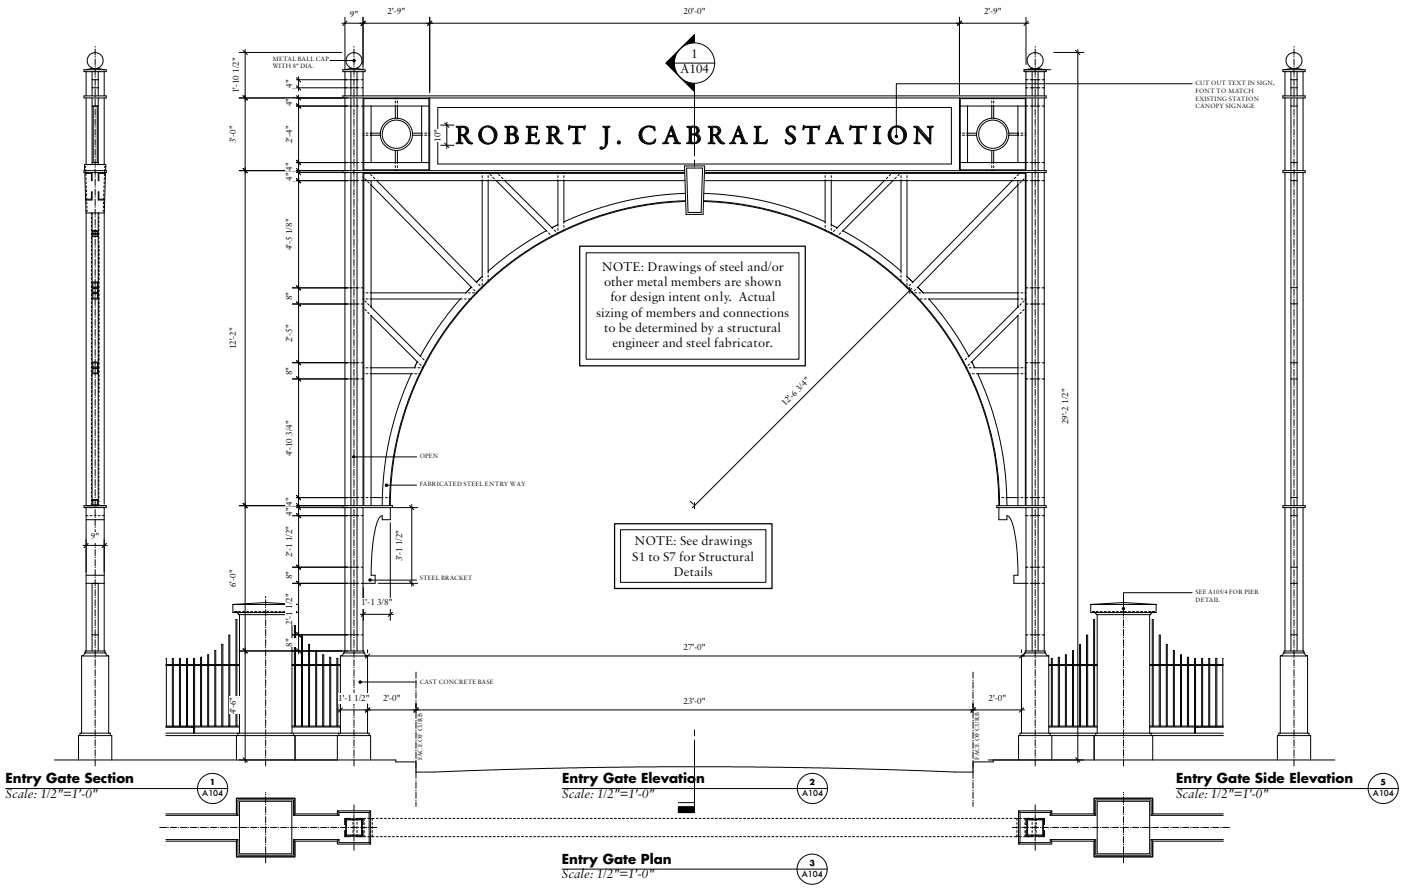 9"
2'-9"
20'-0"
2'-9"
1
A104
METAL BALL CAP
WITH 8" DIA.
1'-10 1/2"
4"
4"
CUT OUT TEXT IN SIGN,
FONT TO MATCH
EXISTING STATION
CANOPY SIGNAGE
3'-0"
2'-4"
10"
ROBERT J. CABRAL STATION
4"
4"
4'-5 1/8"
NOTE: Drawings of steel and/or
other metal members are shown
for design intent only. Actual
sizing of members and connections
to be determined by a structural
engineer and steel fabricator.
8"
12'-2"
2'-5"
8"
12'-6 3/4"
29'-2 1/2"
4'-10 3/4"
OPEN
FABRICATED STEEL ENTRY WAY
4"
4"
9"
2'-1 1/2"
3'-1 1/2"
NOTE: See drawings
S1 to S7 for Structural
Details
8"
STEEL BRACKET
6'-0"
2'-1 1/2"
1'-1 3/8"
SEE A105/4 FOR PIER
DETAIL
8"
27'-0"
CAST CONCRETE BASE
4'-6"
1'-1 1/2"
2'-0"
23'-0"
2'-0"
FACE OF CURB
FACE OF CURB
Entry Gate Section
Scale: 1/2"=1'-0"
1
A104
Entry Gate Elevation
Scale: 1/2"=1'-0"
2
A104
Entry Gate Side Elevation
Scale: 1/2"=1'-0"
5
A104
Entry Gate Plan
Scale: 1/2"=1'-0"
3
A104